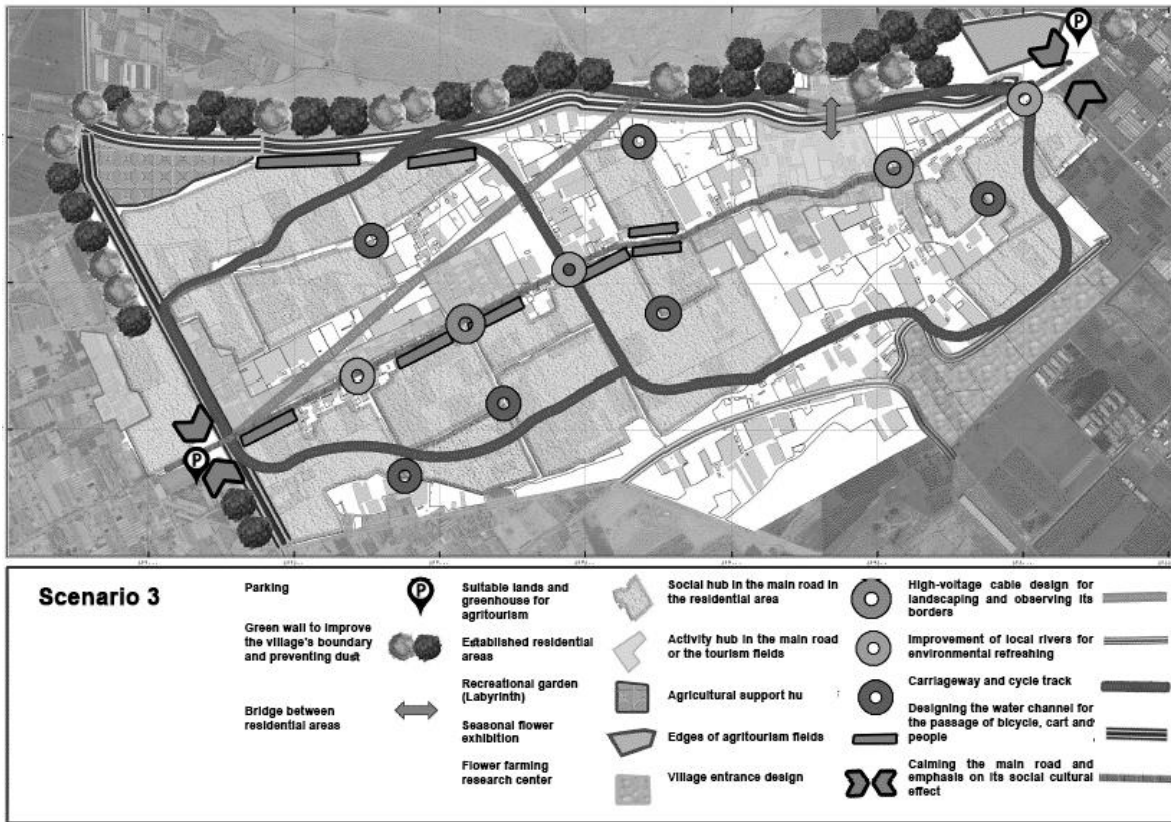 P
P
Scenario 3
Parking
Green wall to improve
the village's boundary
and preventing dust
Bridge between
residential areas
P
Suitable lands and
greenhouse for
agritourism
Established residential
areas
Recreational garden
(Labyrinth)
Seasonal flower
exhibition
Flower farming
research center
Social hub in the main road in
the residential area
Activity hub in the main road
or the tourism fields
Agricultural support hu
Edges of agritourism fields
Village entrance design
High-voltage cable design for
landscaping and observing its
borders
Improvement of local rivers for
environmental refreshing
Carriageway and cycle track
Designing the water channel for
the passage of bicycle, cart and
people
Calming the main road and
emphasis on its social cultural
effect